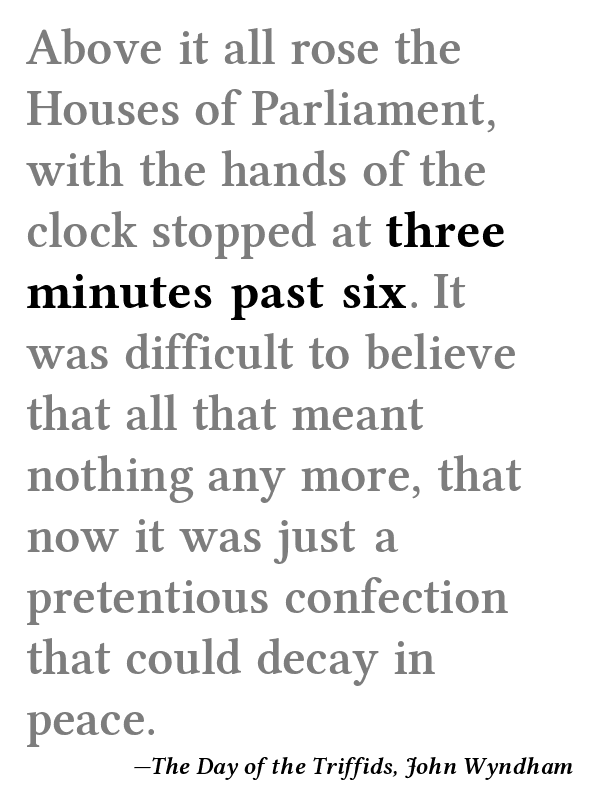 Above it all rose the
Houses of Parliament,
with the hands of the
clock stopped at three
minutes past six. It
was difficult to believe
that all that meant
nothing any more, that
now it was just a
pretentious confection
that could decay in
peace.
—The Day of the Triffids, John Wyndham